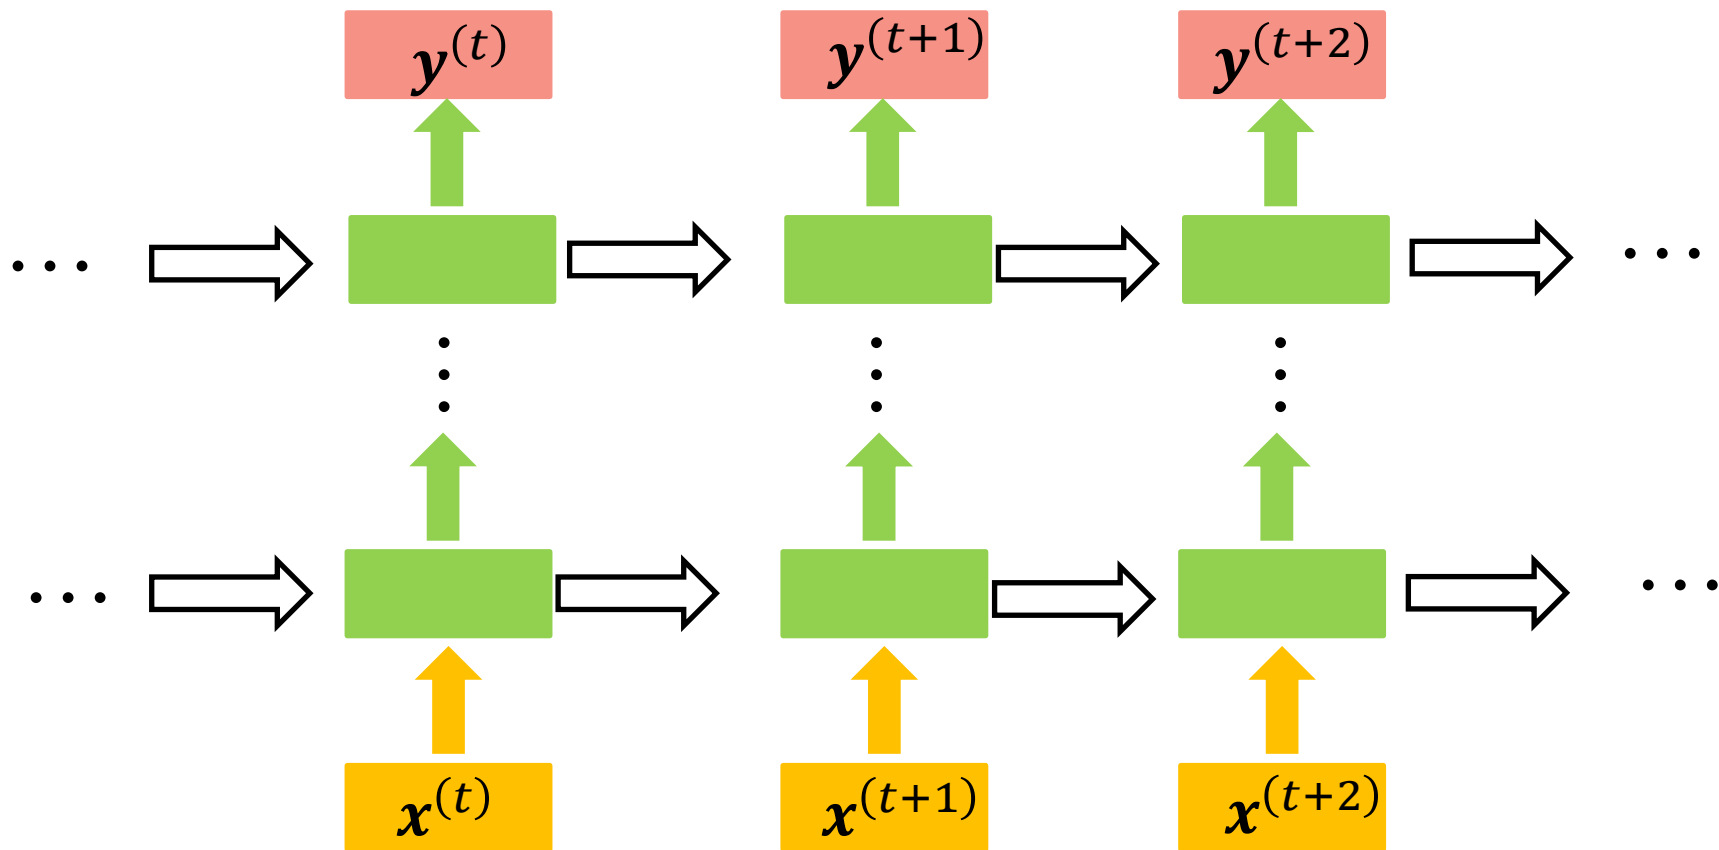 y^(t) y^(t+1) y^(t+2)
... ...
⋮ ⋮ ⋮
... ...
x^(t) x^(t+1) x^(t+2)